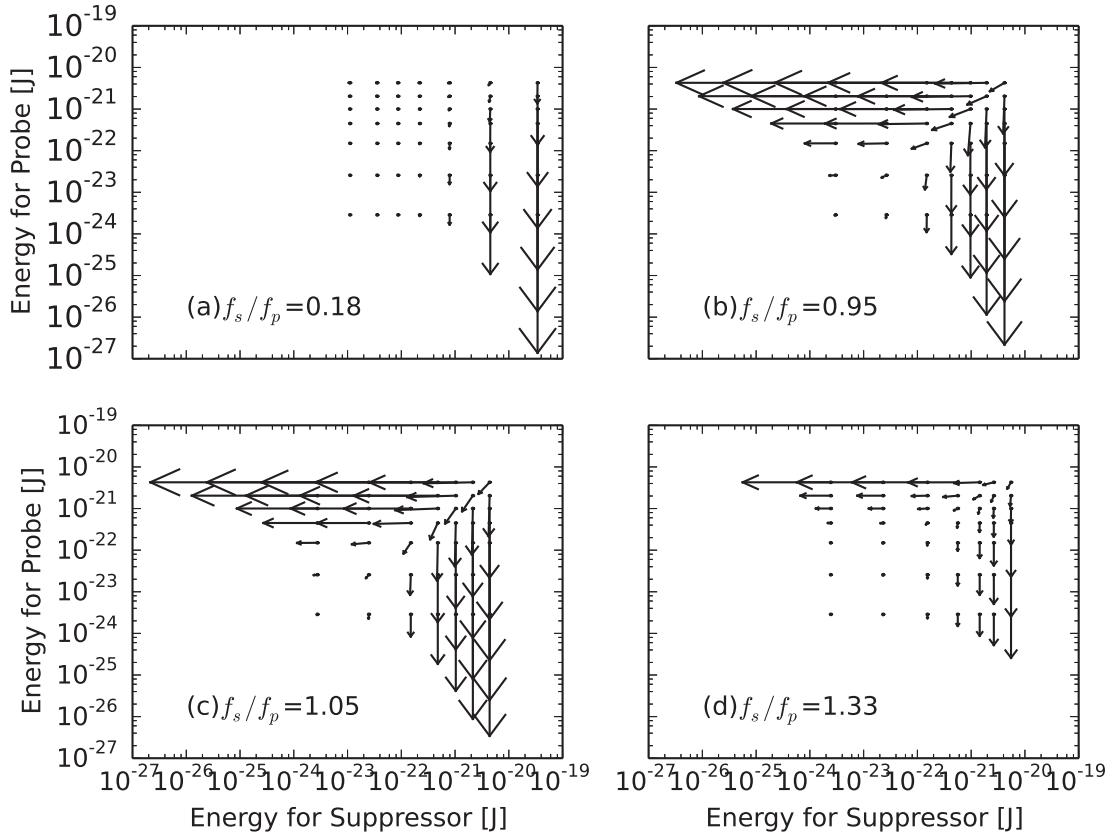 10^-19
10^-20
10^-21
10^-22
10^-23
10^-24
10^-25
10^-26
10^-27
Energy for Probe [J]
(a) f_s/f_p=0.18
(b) f_s/f_p=0.95
10^-19
10^-20
10^-21
10^-22
10^-23
10^-24
10^-25
10^-26
10^-27
Energy for Probe [J]
(c) f_s/f_p=1.05
(d) f_s/f_p=1.33
10^-27 10^-26 10^-25 10^-24 10^-23 10^-22 10^-21 10^-20 10^-19
10^-27 10^-26 10^-25 10^-24 10^-23 10^-22 10^-21 10^-20 10^-19
Energy for Suppressor [J]
Energy for Suppressor [J]